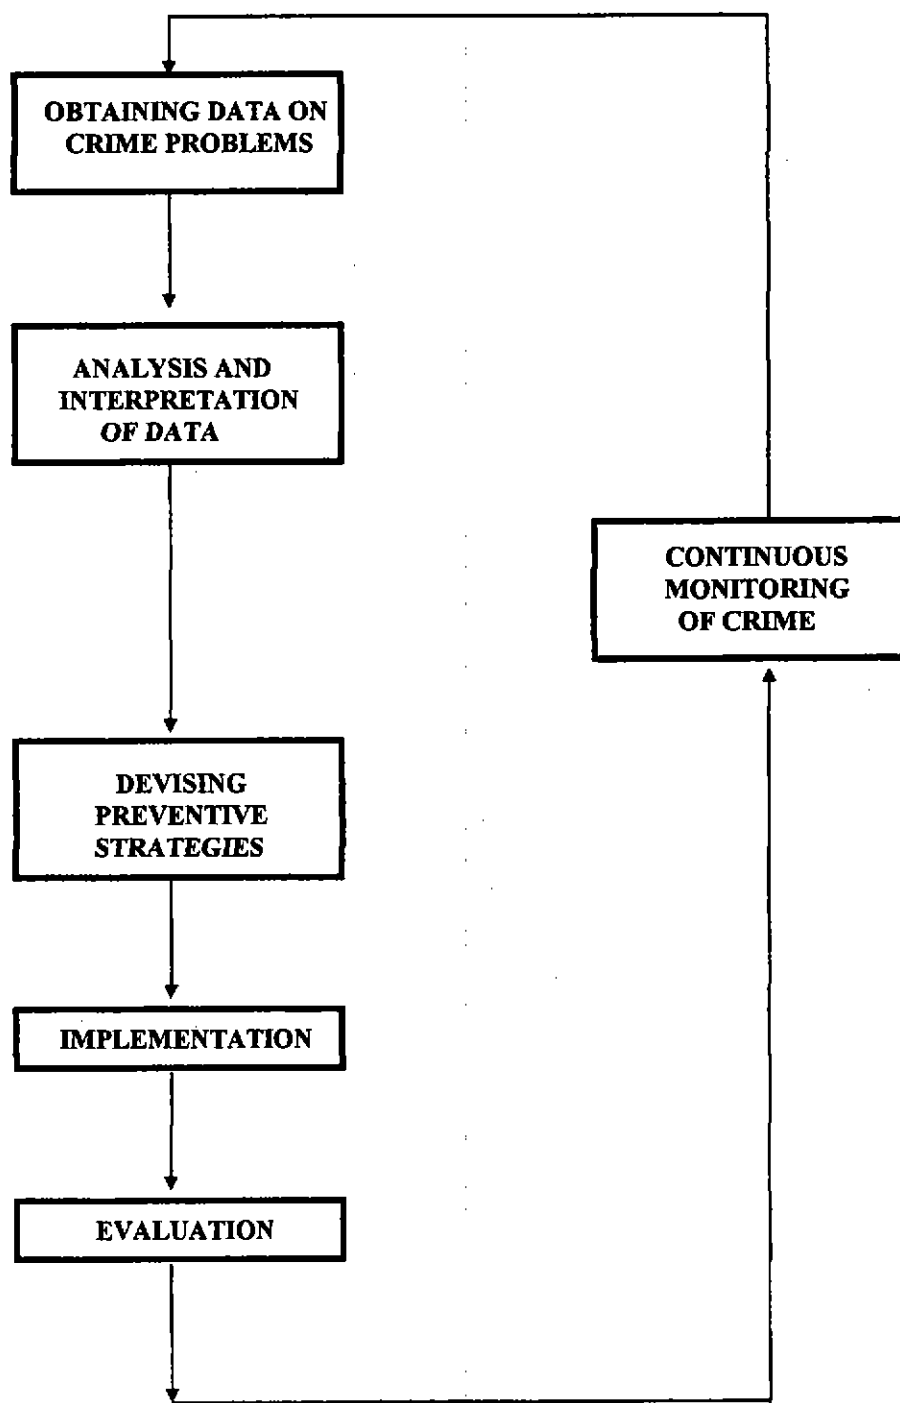 OBTAINING DATA ON
CRIME PROBLEMS
ANALYSIS AND
INTERPRETATION
OF DATA
CONTINUOUS
MONITORING
OF CRIME
DEVISING
PREVENTIVE
STRATEGIES
IMPLEMENTATION
EVALUATION